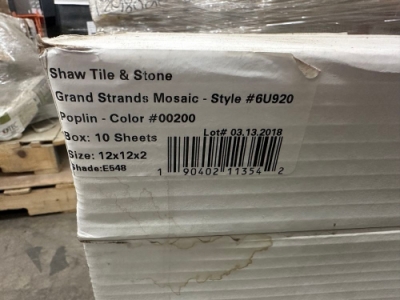 Shaw Tile & Stone
Grand Strands Mosaic - Style #6U920
Poplin - Color #00200
Box: 10 Sheets
Lot# 03.13.2018
Size: 12x12x2
Shade:E548
1 90402 11354 2